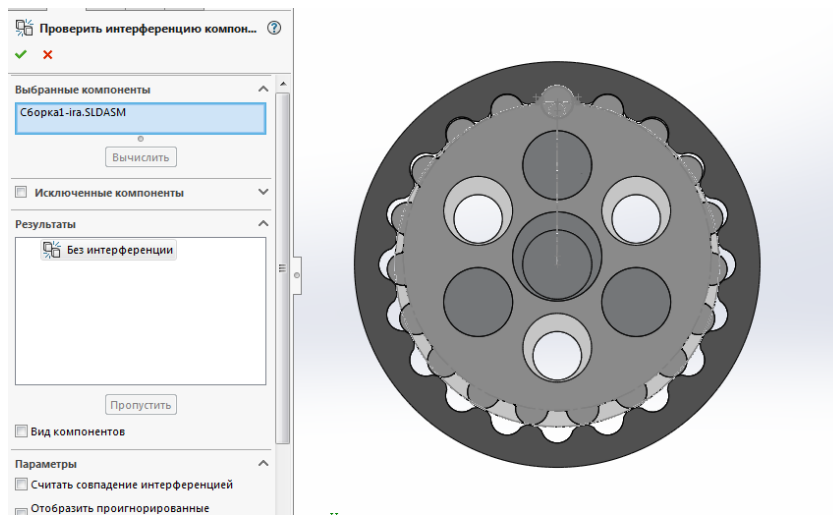 Проверить интерференцию компон...
Выбранные компоненты
Сборка1-ira.SLDASM
Вычислить
Исключенные компоненты
Результаты
Без интерференции
Пропустить
Вид компонентов
Параметры
Считать совпадение интерференцией
Отобразить проигнорированные